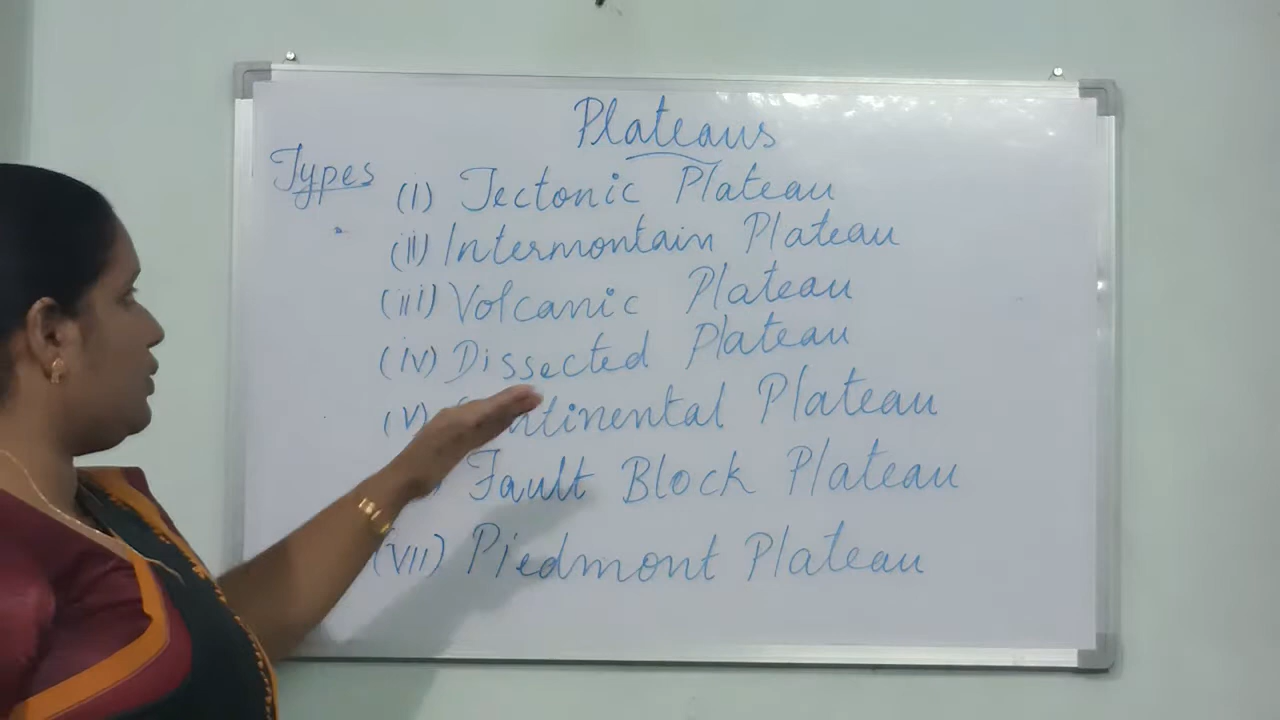 Plateaus
Types
(i) Tectonic Plateau
(ii) Intermontain Plateau
(iii) Volcanic Plateau
(iv) Dissected Plateau
(V) Plateau
Fault Block Plateau
(VII) Piedmont Plateau